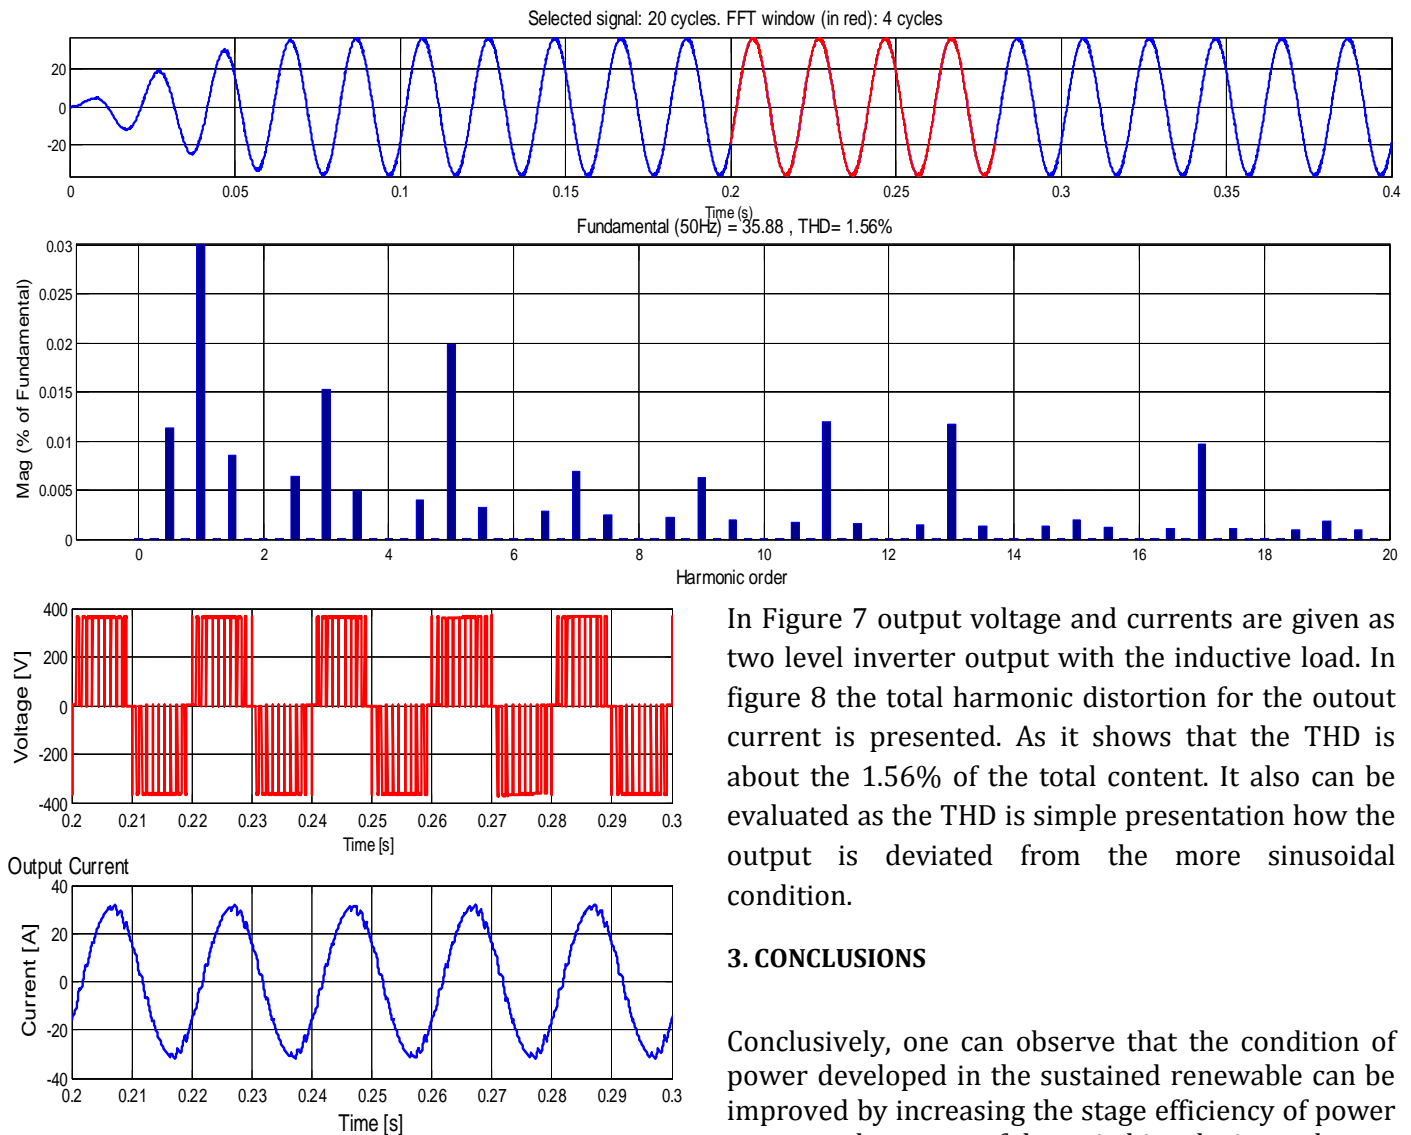 Selected signal: 20 cycles. FFT window (in red): 4 cycles
20
0
-20
0 0.05 0.1 0.15 0.2 0.25 0.3 0.35 0.4
Time (s)
Fundamental (50Hz) = 35.88 , THD= 1.56%
Mag (% of Fundamental)
0.03
0.025
0.02
0.015
0.01
0.005
0
0 2 4 6 8 10 12 14 16 18 20
Harmonic order
Voltage [V]
400
200
0
-200
-400
0.2 0.21 0.22 0.23 0.24 0.25 0.26 0.27 0.28 0.29 0.3
Time [s]
Output Current
Current [A]
40
20
0
-20
-40
0.2 0.21 0.22 0.23 0.24 0.25 0.26 0.27 0.28 0.29 0.3
Time [s]
In Figure 7 output voltage and currents are given as
two level inverter output with the inductive load. In
figure 8 the total harmonic distortion for the outout
current is presented. As it shows that the THD is
about the 1.56% of the total content. It also can be
evaluated as the THD is simple presentation how the
output is deviated from the more sinusoidal
condition.
3. CONCLUSIONS
Conclusively, one can observe that the condition of
power developed in the sustained renewable can be
improved by increasing the stage efficiency of power